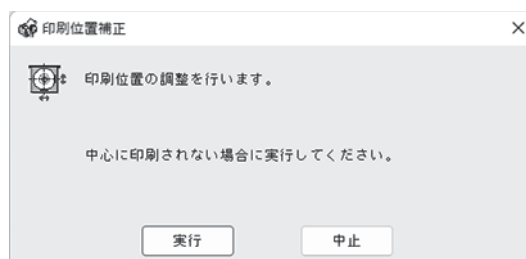 印刷位置補正
印刷位置の調整を行います。
中心に印刷されない場合に実行してください。
実行
中止